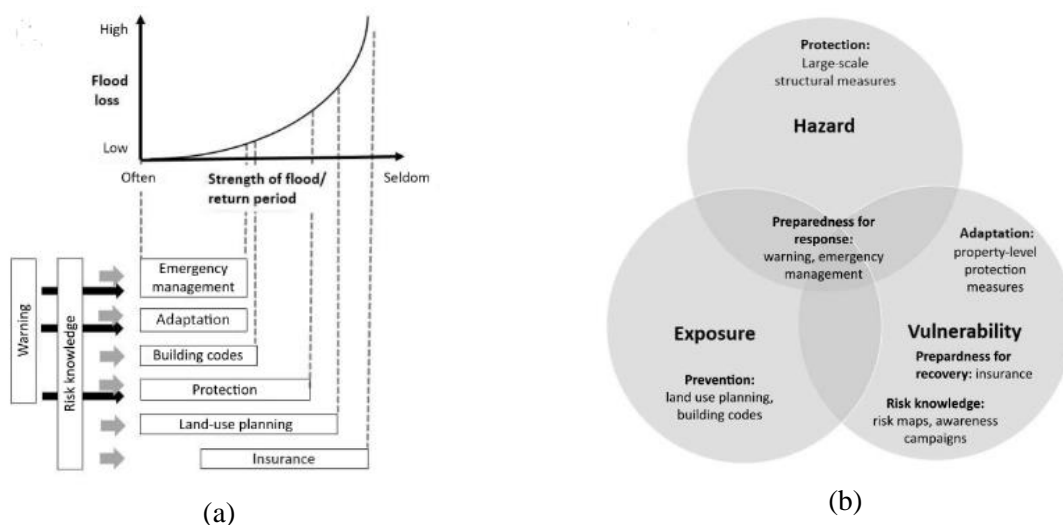 High
Flood
loss
Low
Often
Strength of flood/
return period
Seldom
Warning
Risk knowledge
Emergency
management
Adaptation
Building codes
Protection
Land-use planning
Insurance
(a)
Protection:
Large-scale
structural measures
Hazard
Preparedness for
response:
warning, emergency
management
Adaptation:
property-level
protection
measures
Exposure
Vulnerability
Prevention:
land use planning,
building codes
Prepardness for
recovery: insurance
Risk knowledge:
risk maps, awareness
campaigns
(b)